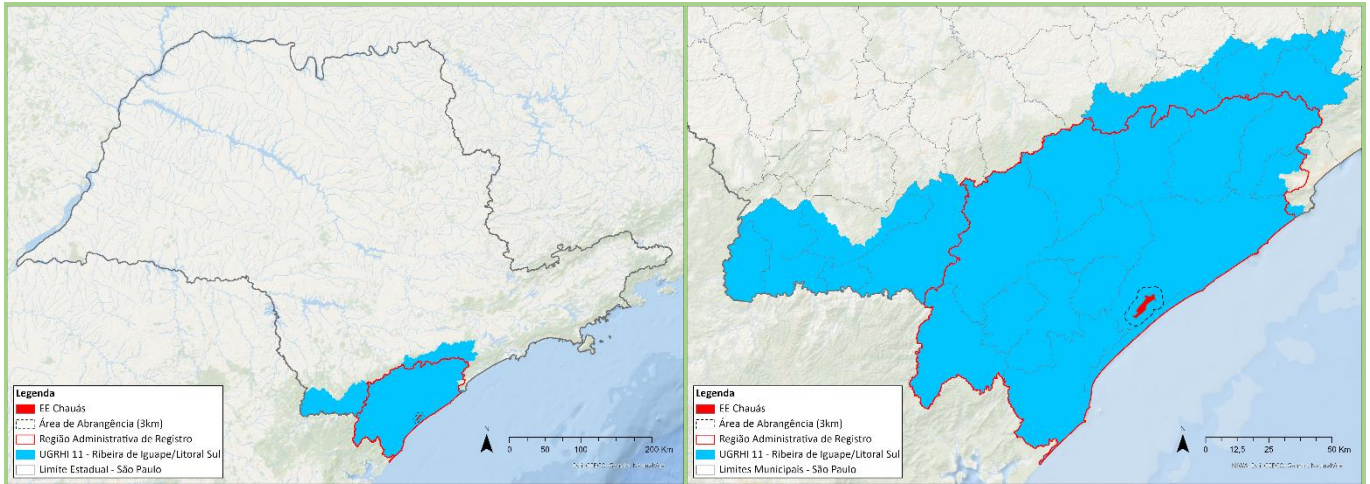 Legenda
EE Chauás
Área de Abrangência (3km)
Região Administrativa de Registro
UGRHI 11 - Ribeira de Iguape/Litoral Sul
Limite Estadual - São Paulo
N
0 50 100 200 Km
Legenda
EE Chauás
Área de Abrangência (3km)
Região Administrativa de Registro
UGRHI 11 - Ribeira de Iguape/Litoral Sul
Limites Municipais - São Paulo
N
0 12,5 25 50 Km